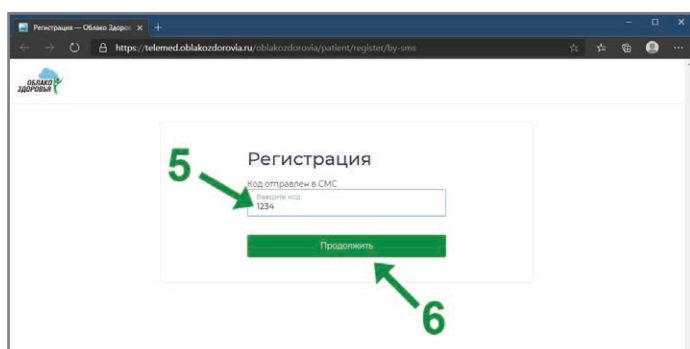 Регистрация — Облако Здоров
https://telemed.oblakozdorovia.ru/oblakozdorovia/patient/register/by-sms
ОБЛАКО
ЗДОРОВЬЯ
Регистрация
5
Код отправлен в СМС
Введите код
1234
Продолжить
6